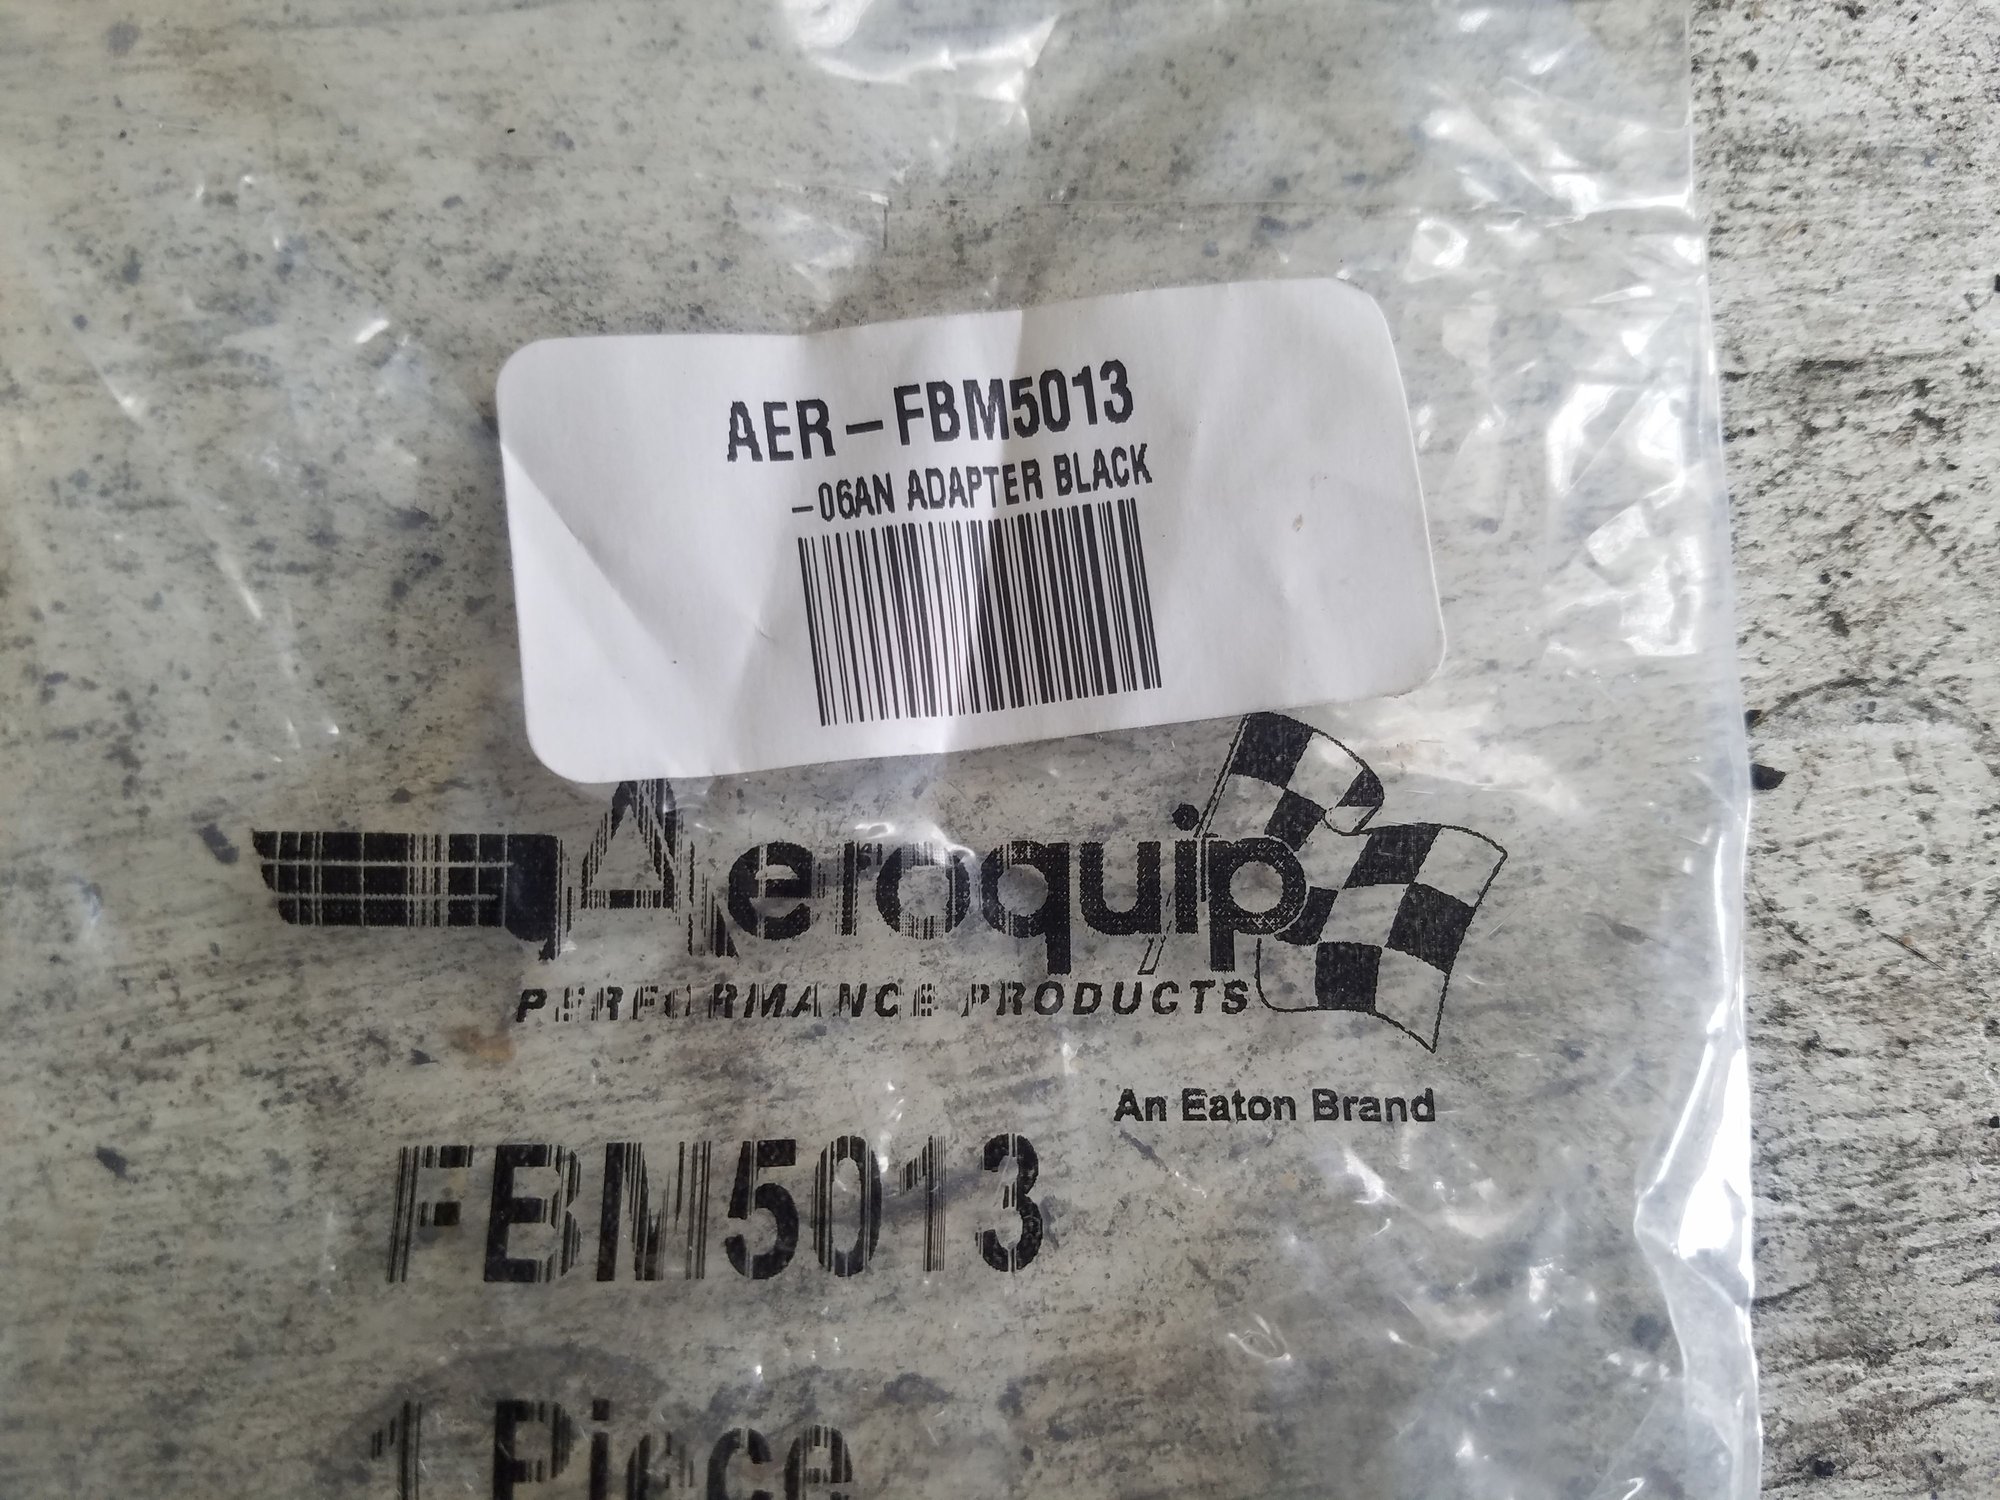 AER-FBM5013
-06AN ADAPTER BLACK
Aeroquip
PERFORMANCE PRODUCTS
An Eaton Brand
FBM5013
1 Piece